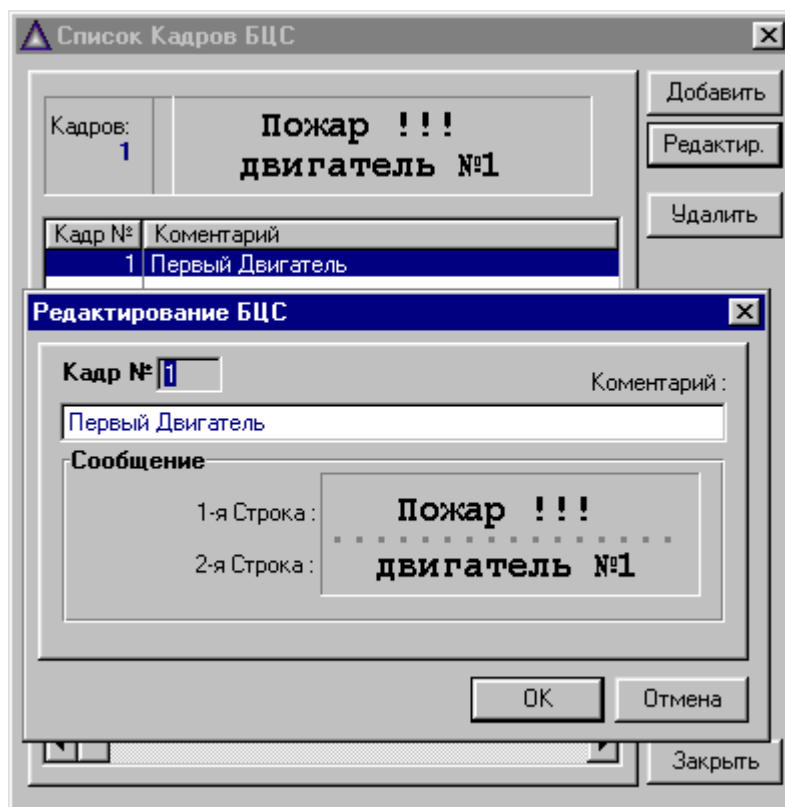 Список Кадров БЦС
Добавить
Кадров:
1
Пожар !!!
двигатель №1
Редактир.
Удалить
Кадр № Коментарий
1 Первый Двигатель
Редактирование БЦС
Кадр № 1
Коментарий :
Первый Двигатель
Сообщение
1-я Строка : Пожар !!!
2-я Строка : двигатель №1
OK Отмена
Закрыть